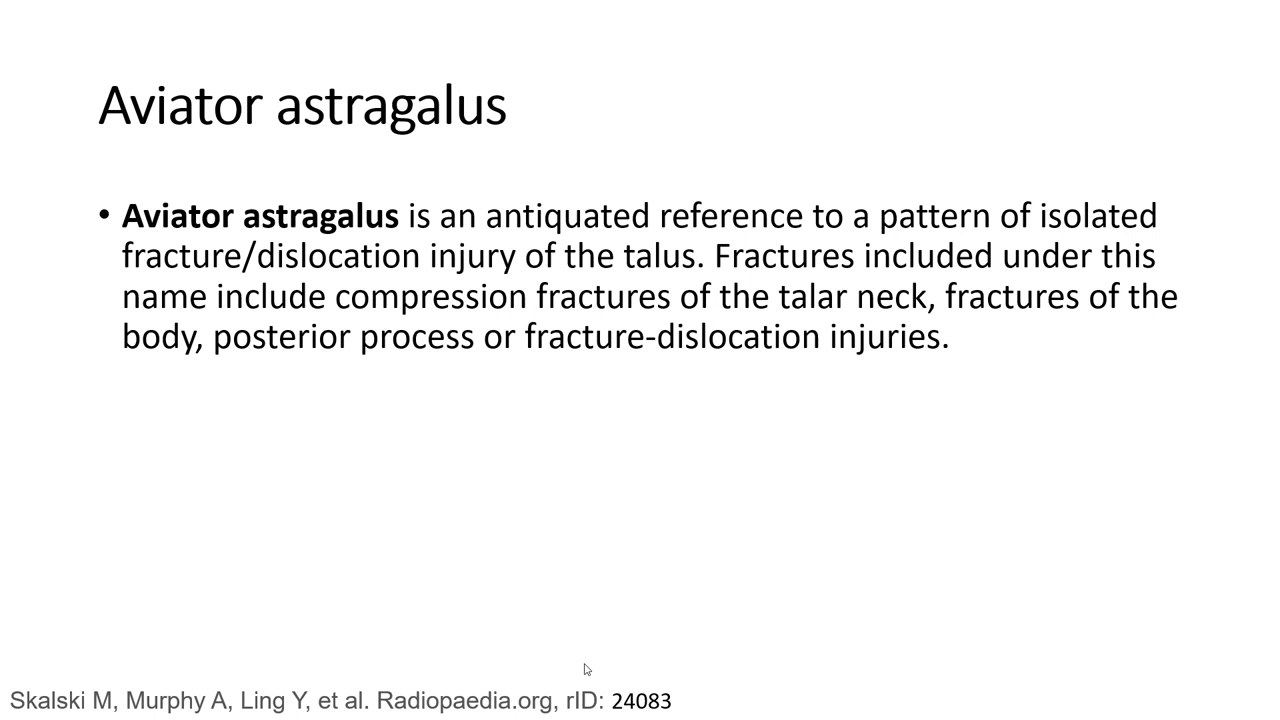 Aviator astragalus
• Aviator astragalus is an antiquated reference to a pattern of isolated
fracture/dislocation injury of the talus. Fractures included under this
name include compression fractures of the talar neck, fractures of the
body, posterior process or fracture-dislocation injuries.
Skalski M, Murphy A, Ling Y, et al. Radiopaedia.org, rID: 24083